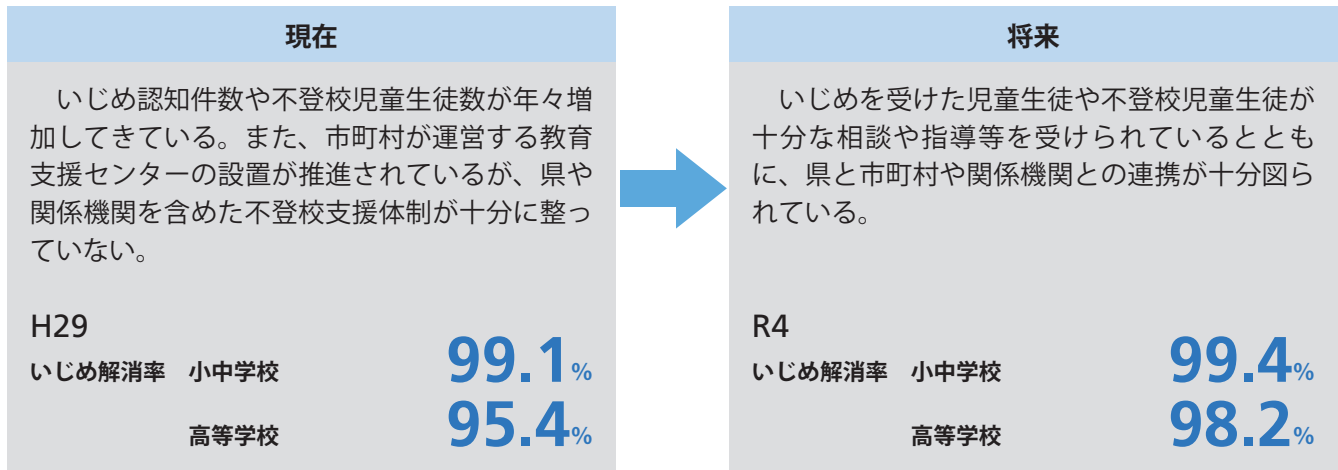 現在
いじめ認知件数や不登校児童生徒数が年々増
加してきている。また、市町村が運営する教育
支援センターの設置が推進されているが、県や
関係機関を含めた不登校支援体制が十分に整っ
ていない。
H29
いじめ解消率 小中学校 99.1%
高等学校 95.4%
将来
いじめを受けた児童生徒や不登校児童生徒が
十分な相談や指導等を受けられているととも
に、県と市町村や関係機関との連携が十分図ら
れている。
R4
いじめ解消率 小中学校 99.4%
高等学校 98.2%